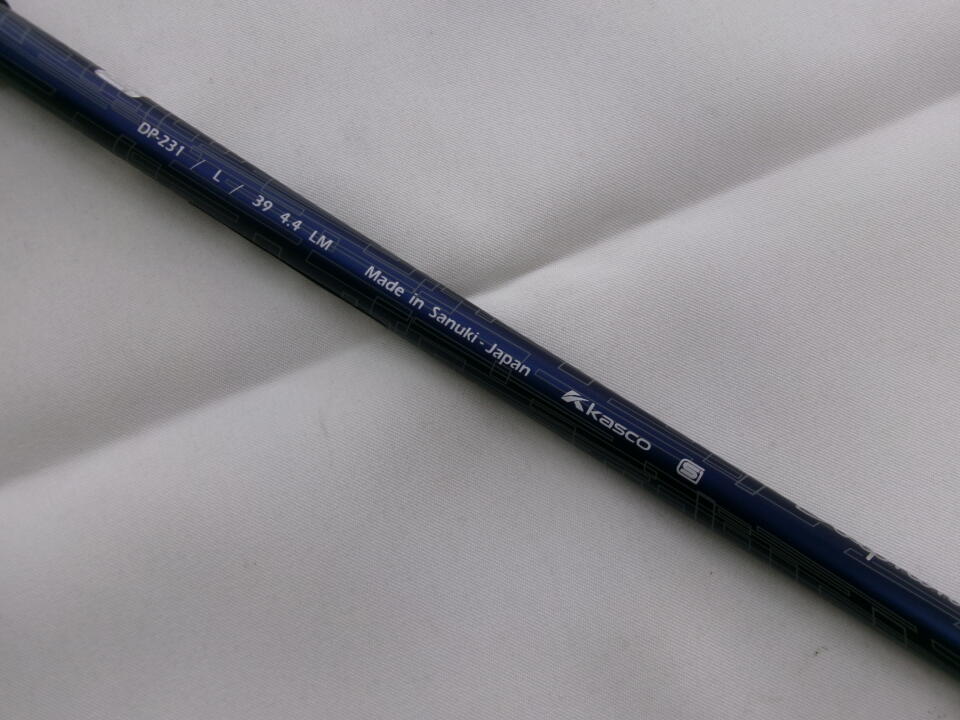 DP-231 / L / 39 4.4 LM Made in Sanuki - Japan Kasco S